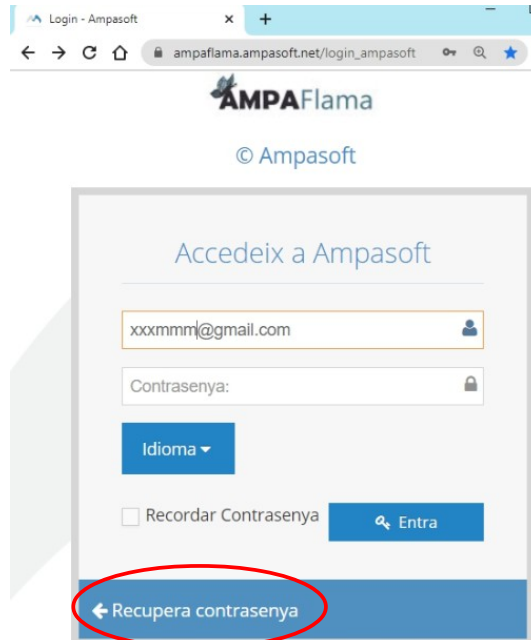 Login - Ampasoft
ampaflama.ampasoft.net/login_ampasoft
AMPAFlama
© Ampasoft
Accedeix a Ampasoft
xxxmmm@gmail.com
Contrasenya:
Idioma
Recordar Contrasenya
Entra
Recupera contrasenya